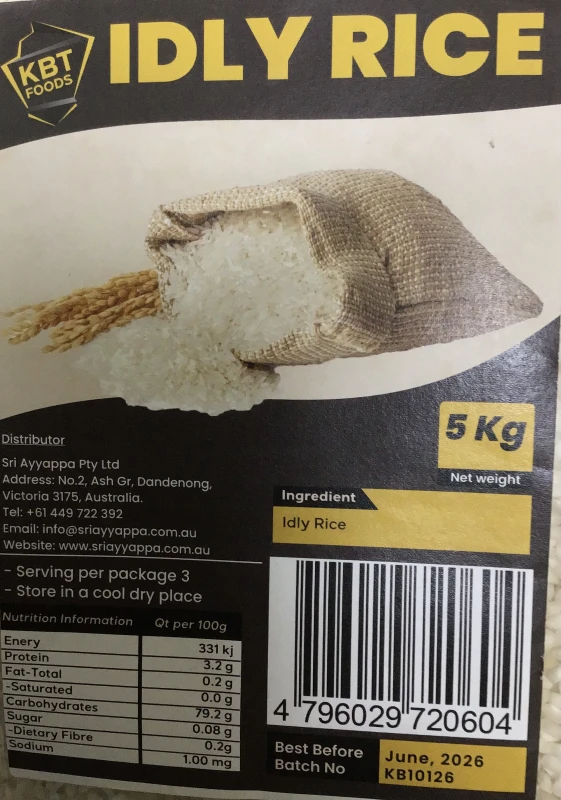 KBT
FOODS
IDLY RICE
5 Kg
Net weight
Distributor
Sri Ayyappa Pty Ltd
Address: No.2, Ash Gr, Dandenong,
Victoria 3175, Australia.
Tel: +61 449 722 392
Email: info@sriayyappa.com.au
Website: www.sriayyappa.com.au
- Serving per package 3
- Store in a cool dry place
Ingredient
Idly Rice
Nutrition Information Qt per 100g
Enery 331 kj
Protein 3.2 g
Fat-Total 0.2 g
-Saturated 0.0 g
Carbohydrates 79.2 g
Sugar 0.08 g
-Dietary Fibre 0.2g
Sodium 1.00 mg
4 796029 720604
Best Before June, 2026
Batch No KB10126